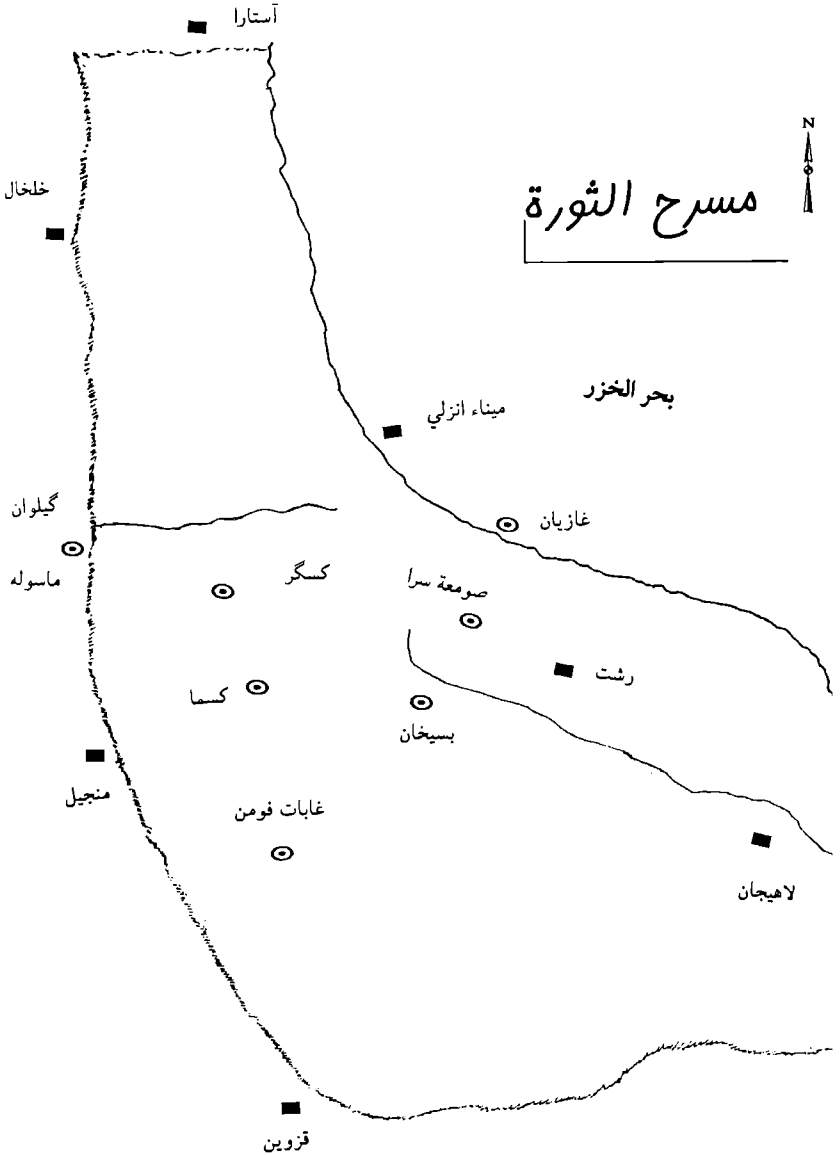 آستارا
N
مسرح الثورة
خلخال
بحر الخزر
ميناء انزلي
گيلوان
غازيان
ماسوله
كسگر
صومعة سرا
رشت
كسما
بسيخان
منجيل
غابات فومن
لاهيجان
قزوين